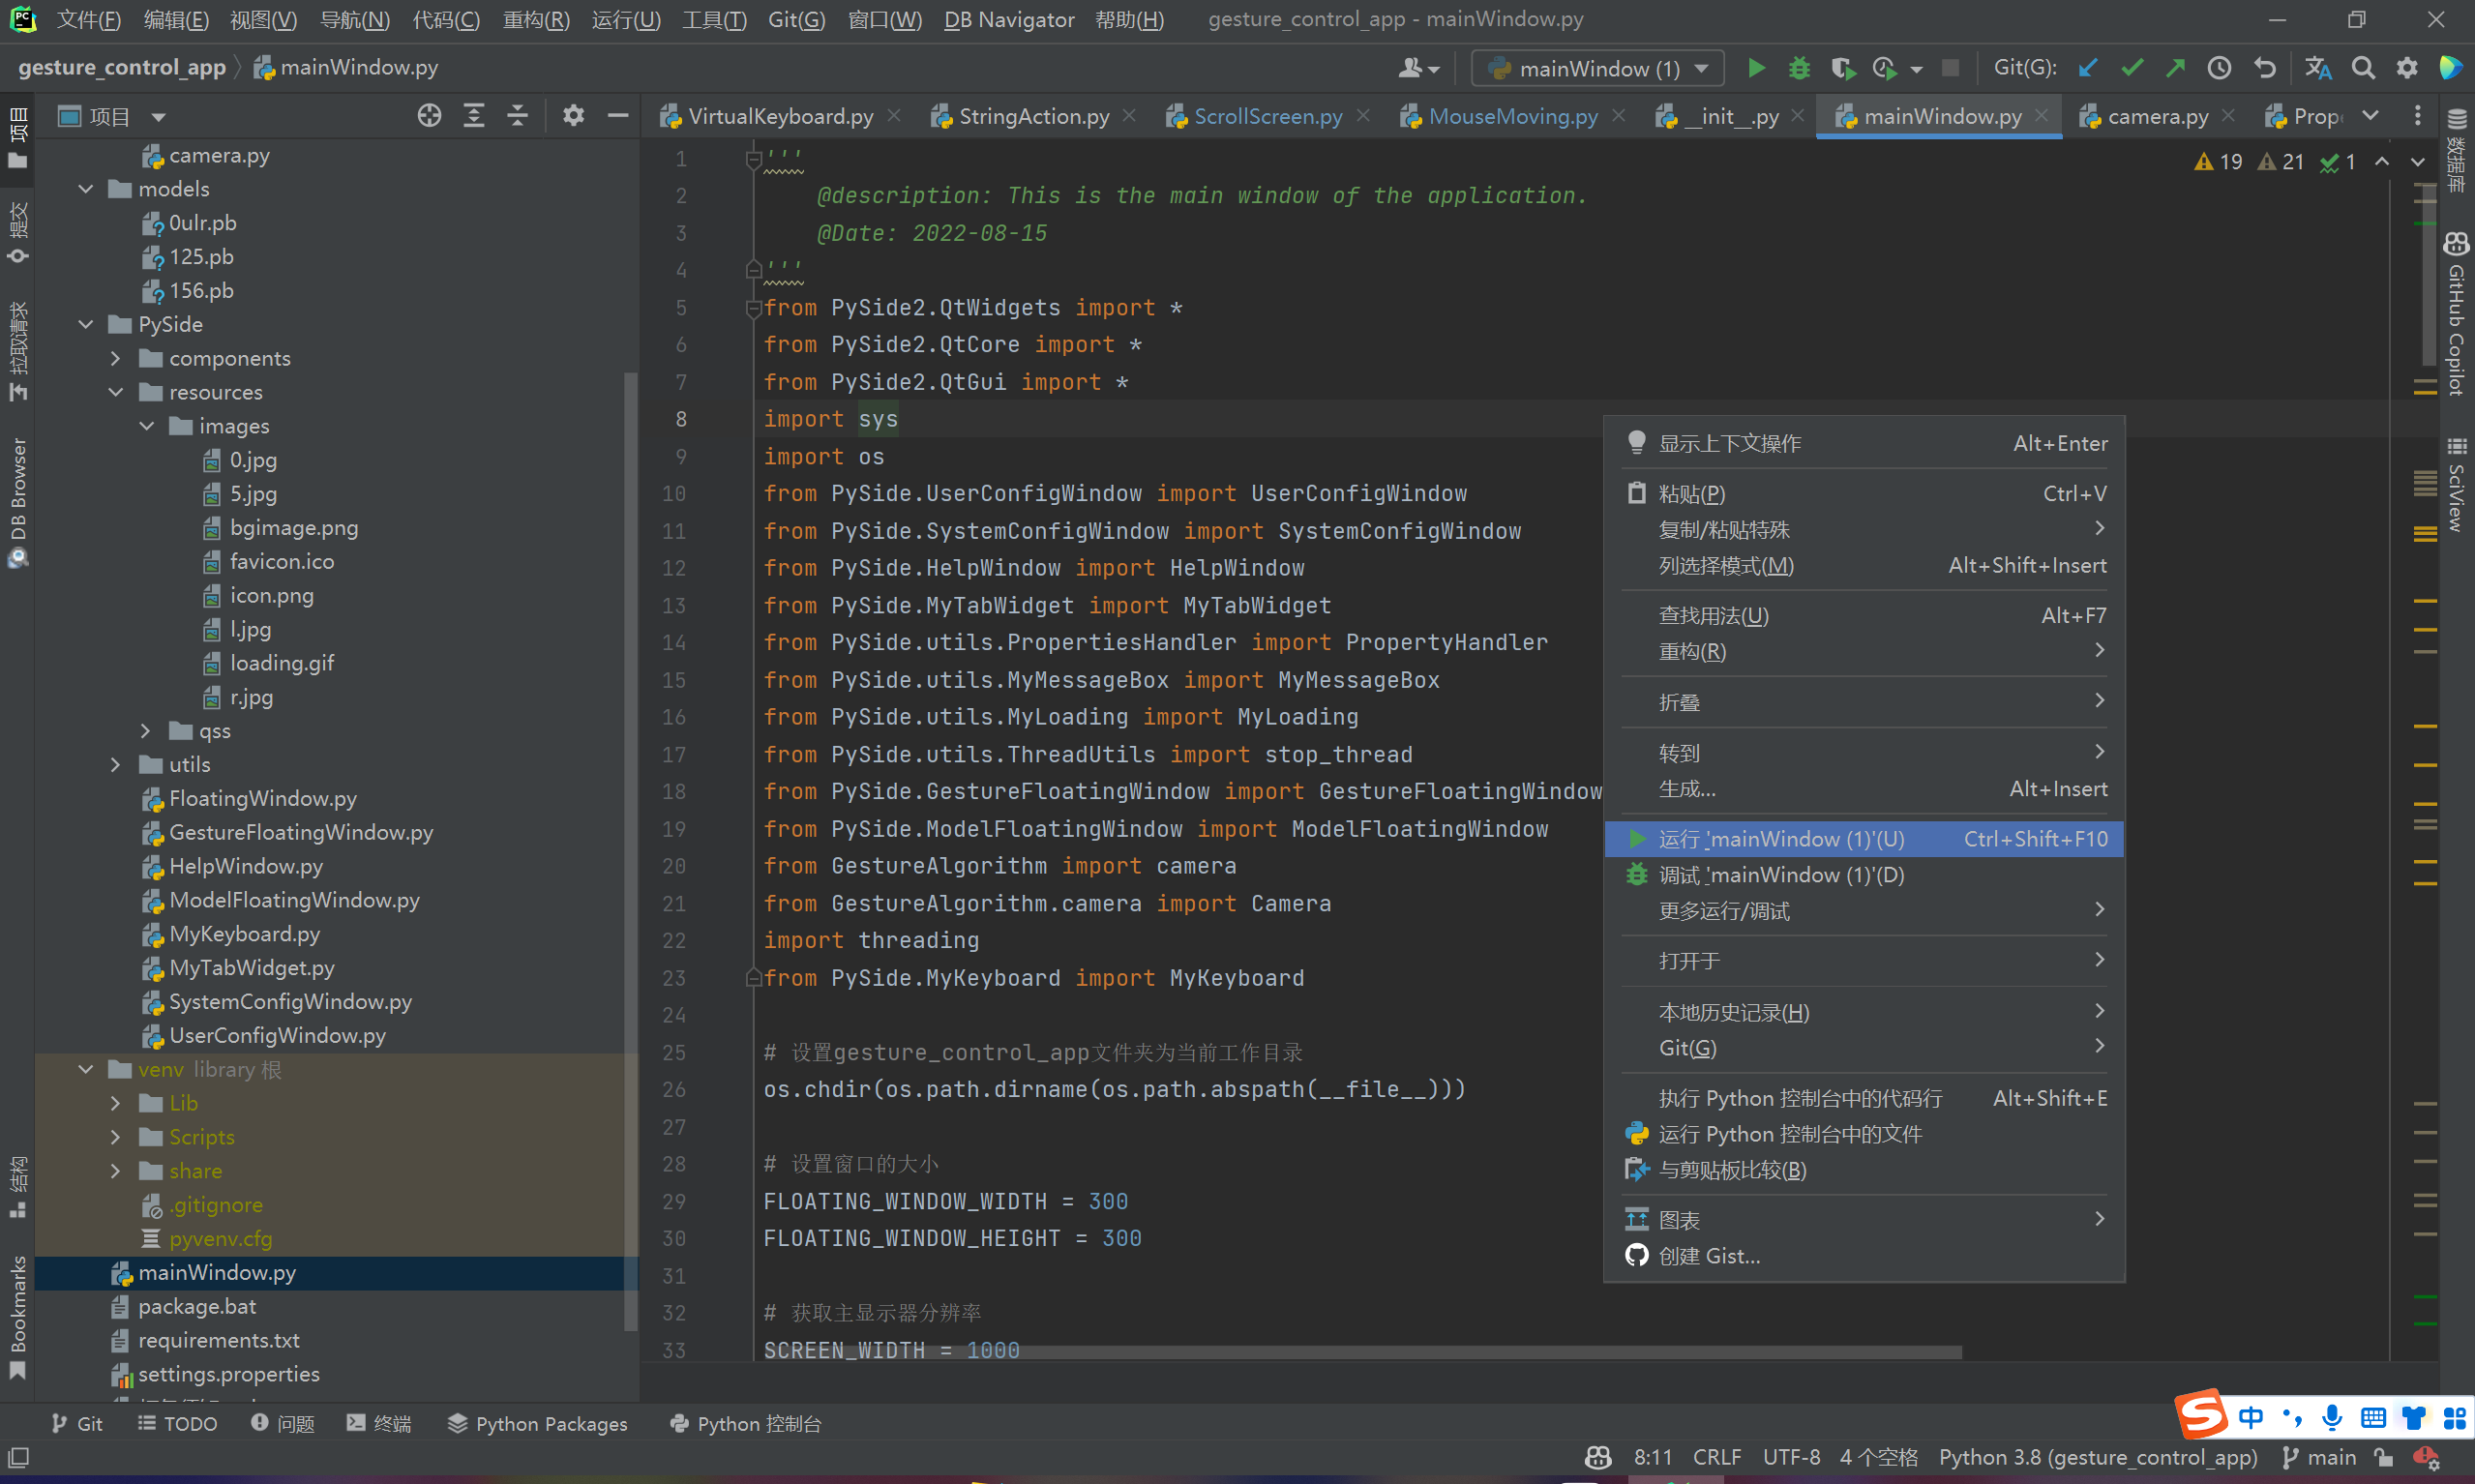 文件(F) 编辑(E) 视图(V) 导航(N) 代码(C) 重构(R) 运行(U) 工具(T) Git(G) 窗口(W) DB Navigator 帮助(H) gesture_control_app - mainWindow.py
gesture_control_app mainWindow.py mainWindow (1) Git(G):
项目
VirtualKeyboard.py StringAction.py ScrollScreen.py MouseMoving.py __init__.py mainWindow.py camera.py Prop
项目
提交
拉取请求
DB Browser
结构
Bookmarks
camera.py
models
0ulr.pb
125.pb
156.pb
PySide
components
resources
images
0.jpg
5.jpg
bgimage.png
favicon.ico
icon.png
l.jpg
loading.gif
r.jpg
qss
utils
FloatingWindow.py
GestureFloatingWindow.py
HelpWindow.py
ModelFloatingWindow.py
MyKeyboard.py
MyTabWidget.py
SystemConfigWindow.py
UserConfigWindow.py
venv library 根
Lib
Scripts
share
.gitignore
pyvenv.cfg
mainWindow.py
package.bat
requirements.txt
settings.properties
19 21 1
1 '''
2 @description: This is the main window of the application.
3 @Date: 2022-08-15
4 '''
5 from PySide2.QtWidgets import *
6 from PySide2.QtCore import *
7 from PySide2.QtGui import *
8 import sys
9 import os
10 from PySide.UserConfigWindow import UserConfigWindow
11 from PySide.SystemConfigWindow import SystemConfigWindow
12 from PySide.HelpWindow import HelpWindow
13 from PySide.MyTabWidget import MyTabWidget
14 from PySide.utils.PropertiesHandler import PropertyHandler
15 from PySide.utils.MyMessageBox import MyMessageBox
16 from PySide.utils.MyLoading import MyLoading
17 from PySide.utils.ThreadUtils import stop_thread
18 from PySide.GestureFloatingWindow import GestureFloatingWindow
19 from PySide.ModelFloatingWindow import ModelFloatingWindow
20 from GestureAlgorithm import camera
21 from GestureAlgorithm.camera import Camera
22 import threading
23 from PySide.MyKeyboard import MyKeyboard
24
25 # 设置gesture_control_app文件夹为当前工作目录
26 os.chdir(os.path.dirname(os.path.abspath(__file__)))
27
28 # 设置窗口的大小
29 FLOATING_WINDOW_WIDTH = 300
30 FLOATING_WINDOW_HEIGHT = 300
31
32 # 获取主显示器分辨率
33 SCREEN_WIDTH = 1000
显示上下文操作 Alt+Enter
粘贴(P) Ctrl+V
复制/粘贴特殊
列选择模式(M) Alt+Shift+Insert
查找用法(U) Alt+F7
重构(R)
折叠
转到
生成... Alt+Insert
运行 'mainWindow (1)'(U) Ctrl+Shift+F10
调试 'mainWindow (1)'(D)
更多运行/调试
打开于
本地历史记录(H)
Git(G)
执行 Python 控制台中的代码行 Alt+Shift+E
运行 Python 控制台中的文件
与剪贴板比较(B)
图表
创建 Gist...
数据库
GitHub Copilot
SciView
Git TODO 问题 终端 Python Packages Python 控制台
中
8:11 CRLF UTF-8 4 个空格 Python 3.8 (gesture_control_app) main